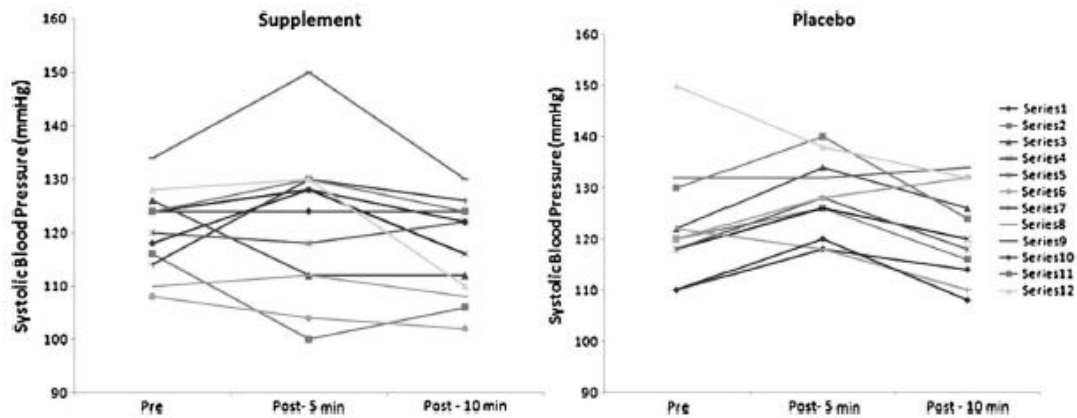 Supplement
Systolic Blood Pressure (mmHg)
160
150
140
130
120
110
100
90
Pre
Post- 5 min
Post - 10 min
Placebo
Systolic Blood Pressure (mmHg)
160
150
140
130
120
110
100
90
Pre
Post- 5 min
Post - 10 min
Series1
Series2
Series3
Series4
Series5
Series6
Series7
Series8
Series9
Series10
Series11
Series12